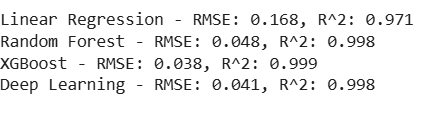 Linear Regression - RMSE: 0.168, R^2: 0.971
Random Forest - RMSE: 0.048, R^2: 0.998
XGBoost - RMSE: 0.038, R^2: 0.999
Deep Learning - RMSE: 0.041, R^2: 0.998